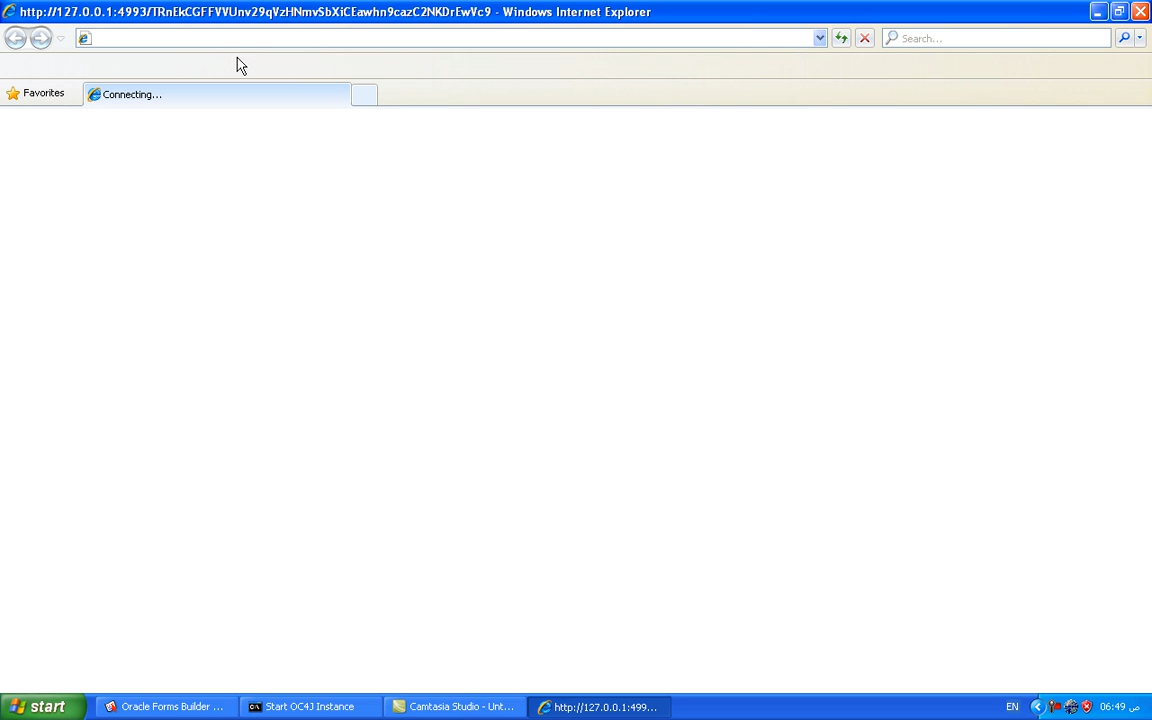 http://127.0.0.1:4993/TRnEkCGFFVVUnv29qVzHNmvSbXiCEawhn9cazC2NKDrEwVc9 - Windows Internet Explorer
Search...
Favorites
Connecting...
start
Oracle Forms Builder ...
Start OC4J Instance
Camtasia Studio - Unt...
http://127.0.0.1:499...
EN
06:49 ص